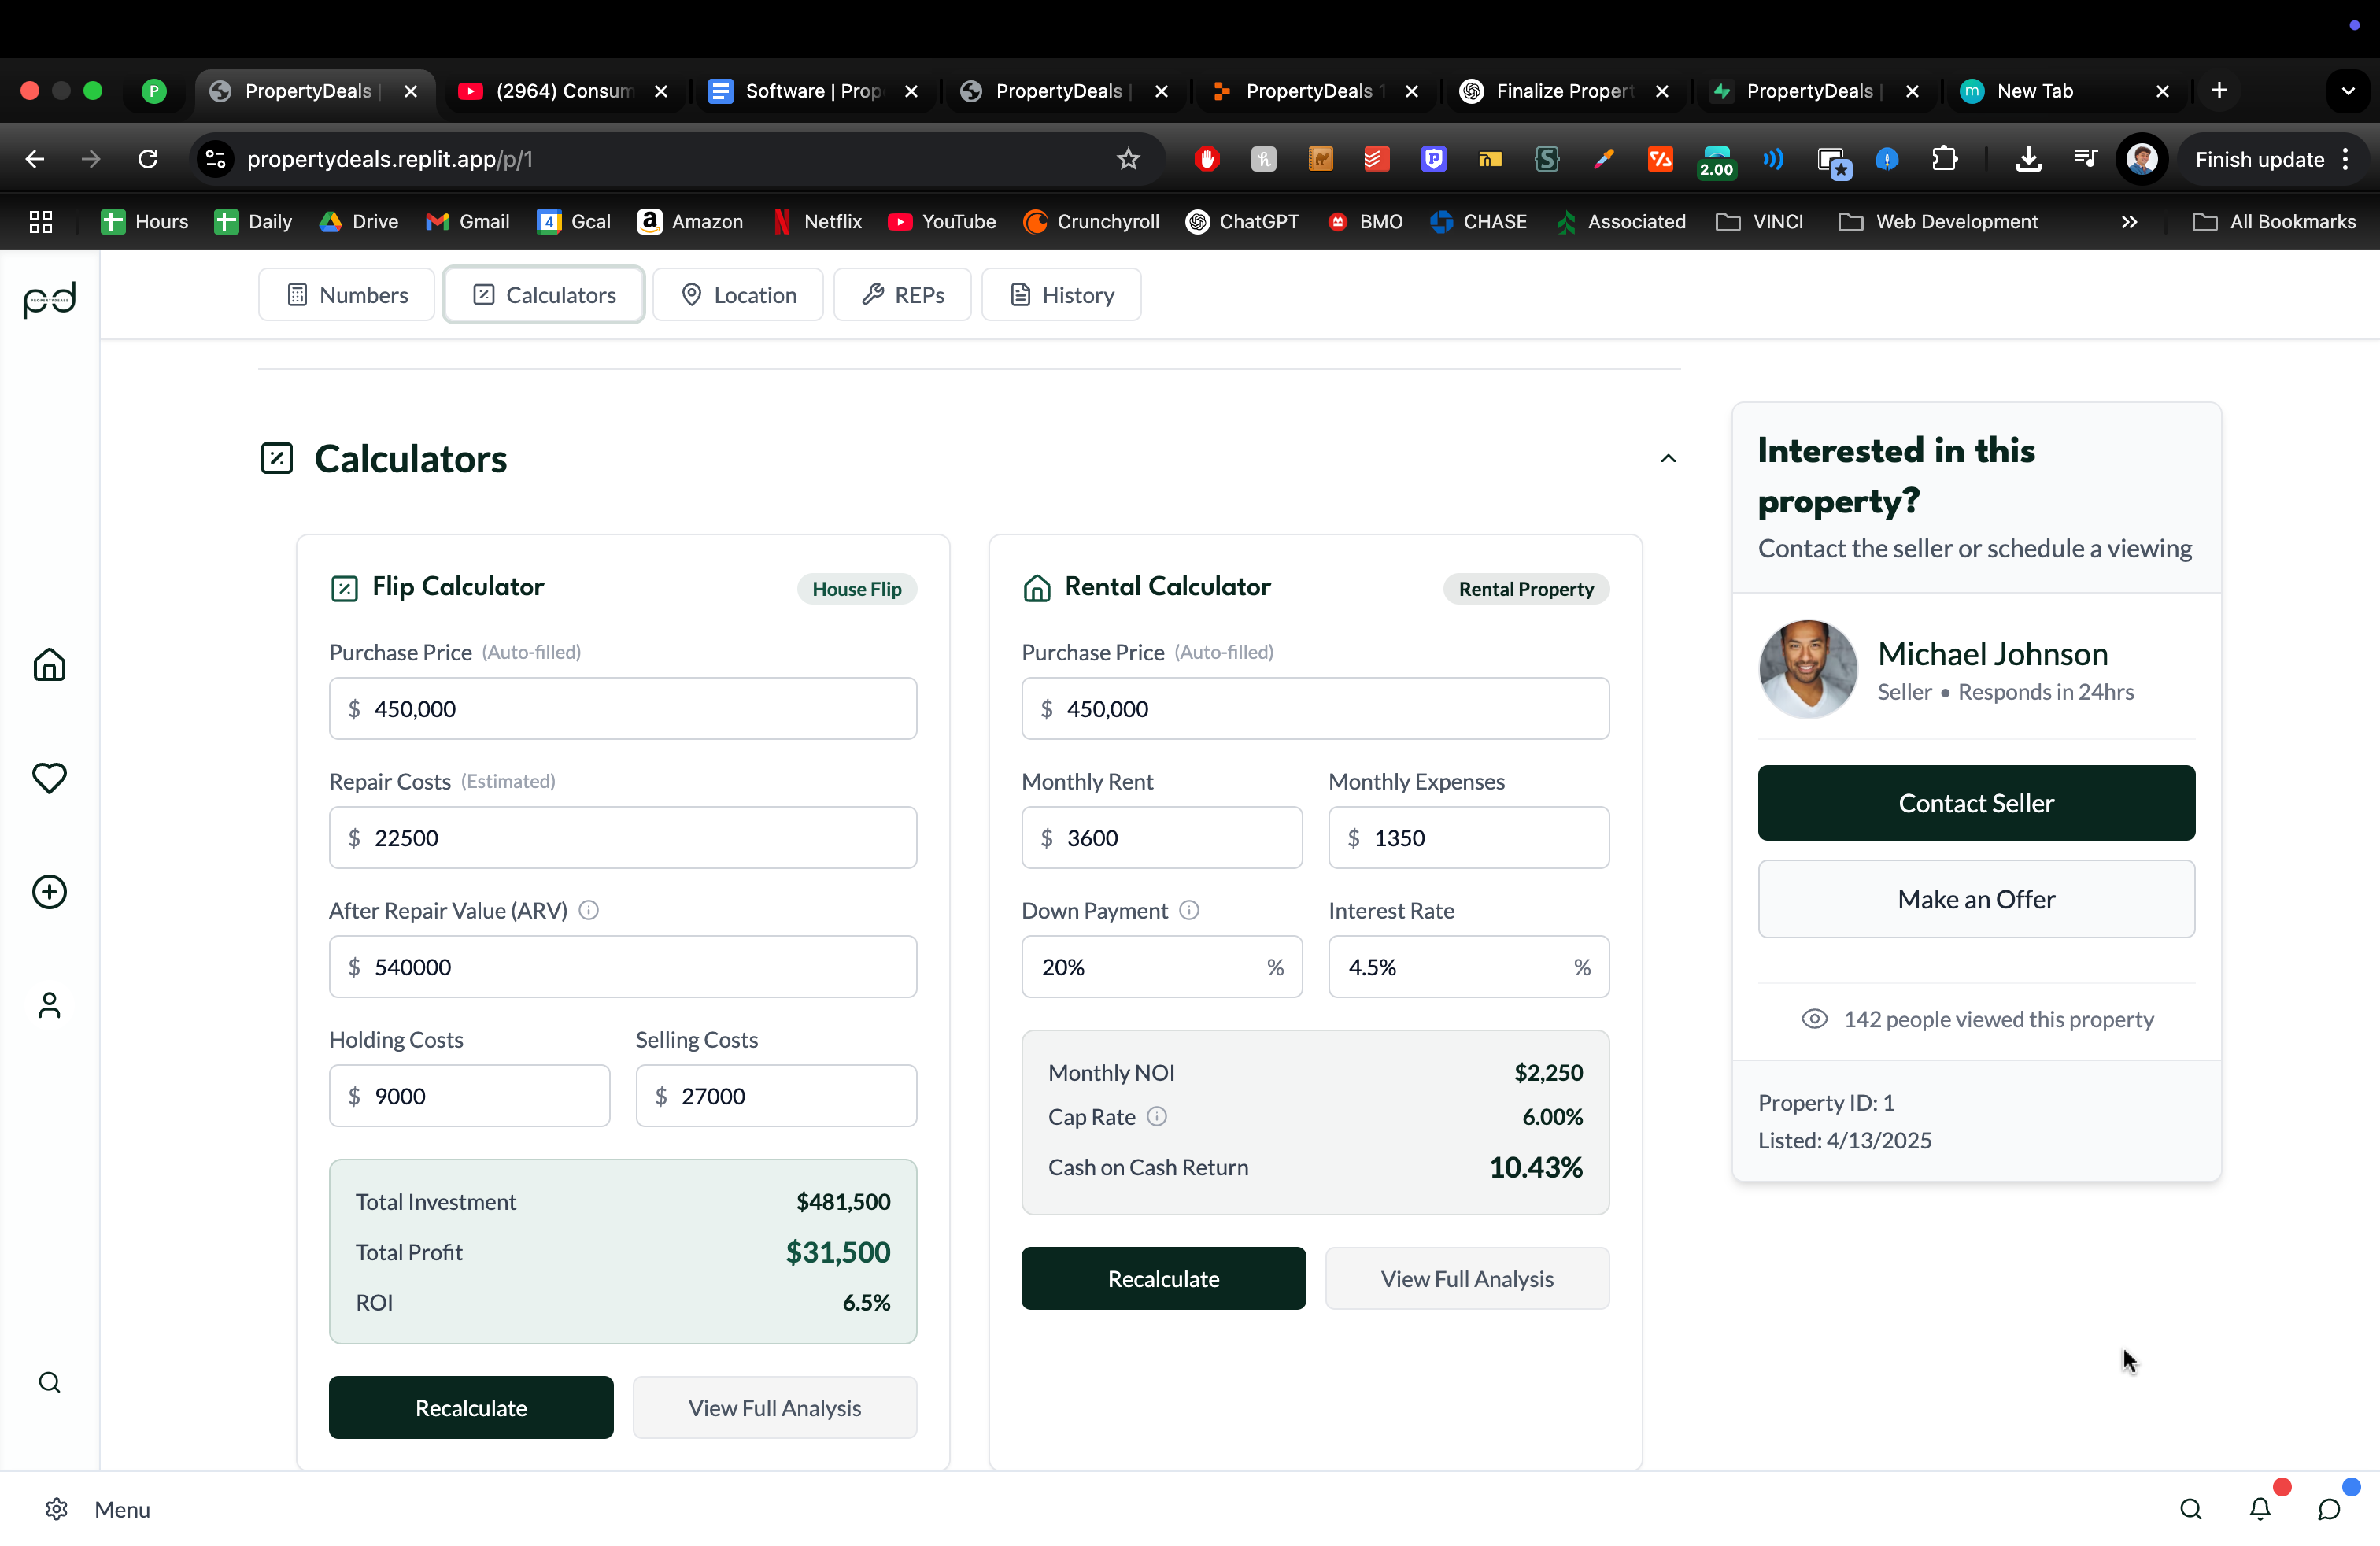 P
PropertyDeals |
(2964) Consum
Software | Prop
PropertyDeals |
PropertyDeals 1
Finalize Propert
PropertyDeals |
New Tab
propertydeals.replit.app/p/1
2.00
Finish update
Hours
Daily
Drive
Gmail
4
Gcal
Amazon
Netflix
YouTube
Crunchyroll
ChatGPT
BMO
CHASE
Associated
VINCI
Web Development
All Bookmarks
pd
Numbers
Calculators
Location
REPs
History
Calculators
Flip Calculator
House Flip
Purchase Price (Auto-filled)
$ 450,000
Repair Costs (Estimated)
$ 22500
After Repair Value (ARV)
$ 540000
Holding Costs
Selling Costs
$ 9000
$ 27000
Total Investment
$481,500
Total Profit
$31,500
ROI
6.5%
Recalculate
View Full Analysis
Rental Calculator
Rental Property
Purchase Price (Auto-filled)
$ 450,000
Monthly Rent
Monthly Expenses
$ 3600
$ 1350
Down Payment
Interest Rate
20% %
4.5% %
Monthly NOI
$2,250
Cap Rate
6.00%
Cash on Cash Return
10.43%
Recalculate
View Full Analysis
Interested in this
property?
Contact the seller or schedule a viewing
Michael Johnson
Seller • Responds in 24hrs
Contact Seller
Make an Offer
142 people viewed this property
Property ID: 1
Listed: 4/13/2025
Menu